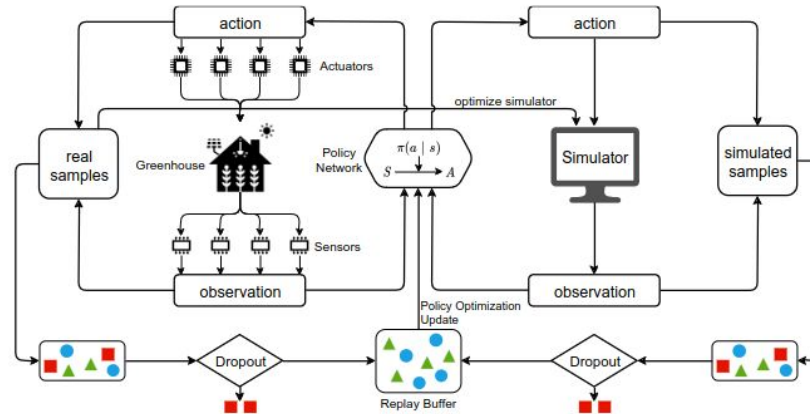 action
action
Actuators
optimize simulator
real
samples
Greenhouse
Policy
Network
π(a | s)
S
A
Simulator
simulated
samples
Sensors
observation
observation
Policy Optimization
Update
Dropout
Dropout
Replay Buffer